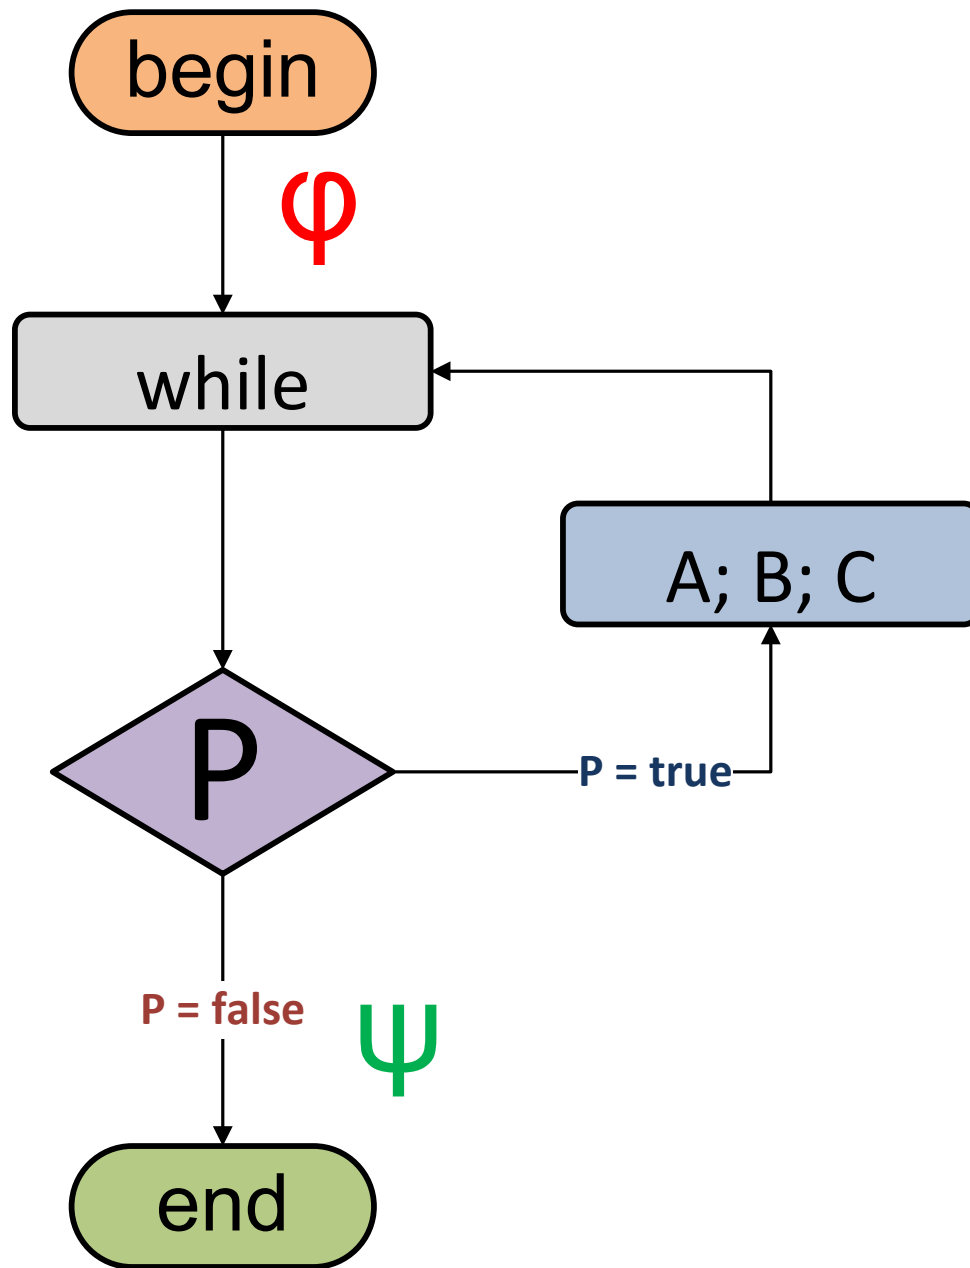 begin
φ
while
A; B; C
P
P = true
P = false
ψ
end